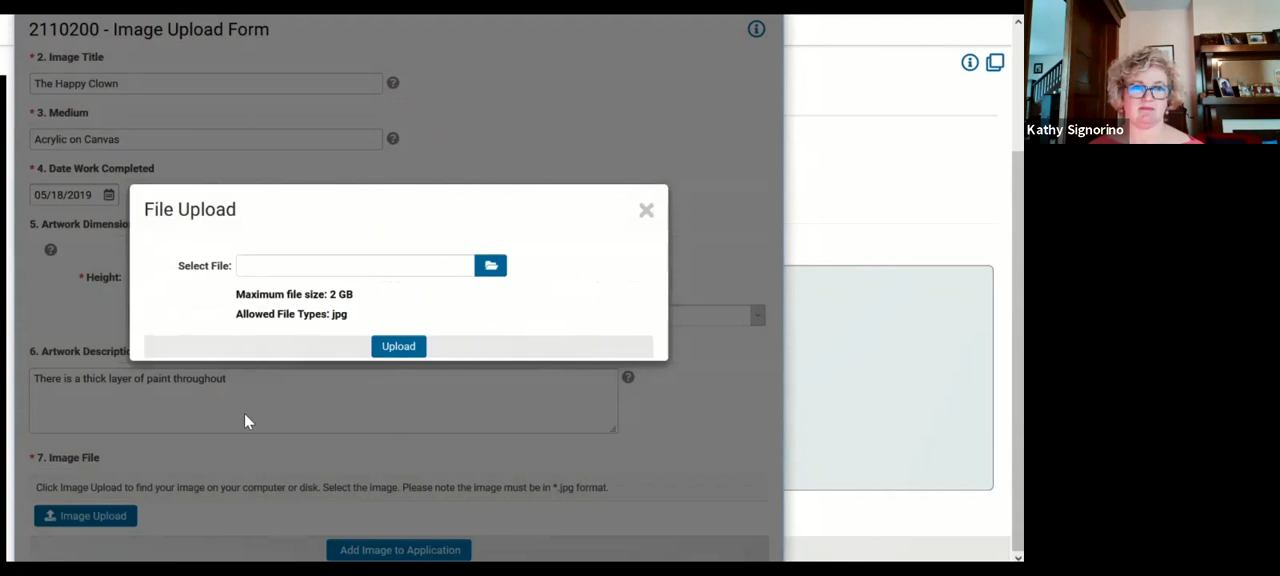 2110200 - Image Upload Form
* 2. Image Title
The Happy Clown
* 3. Medium
Acrylic on Canvas
* 4. Date Work Completed
05/18/2019
5. Artwork Dimensio
* Height:
File Upload
Select File:
Maximum file size: 2 GB
Allowed File Types: jpg
Upload
6. Artwork Descriptio
There is a thick layer of paint throughout
* 7. Image File
Click Image Upload to find your image on your computer or disk. Select the image. Please note the image must be in *.jpg format.
Image Upload
Add Image to Application
Kathy Signorino